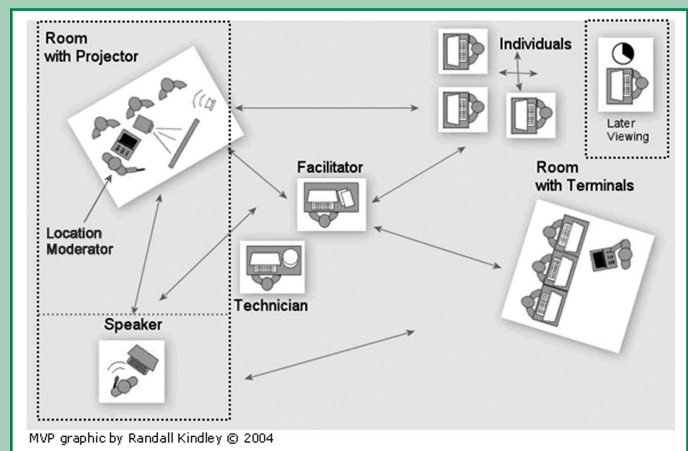 Room
with Projector
Individuals
Later
Viewing
Facilitator
Room
with Terminals
Location
Moderator
Technician
Speaker
MVP graphic by Randall Kindley © 2004